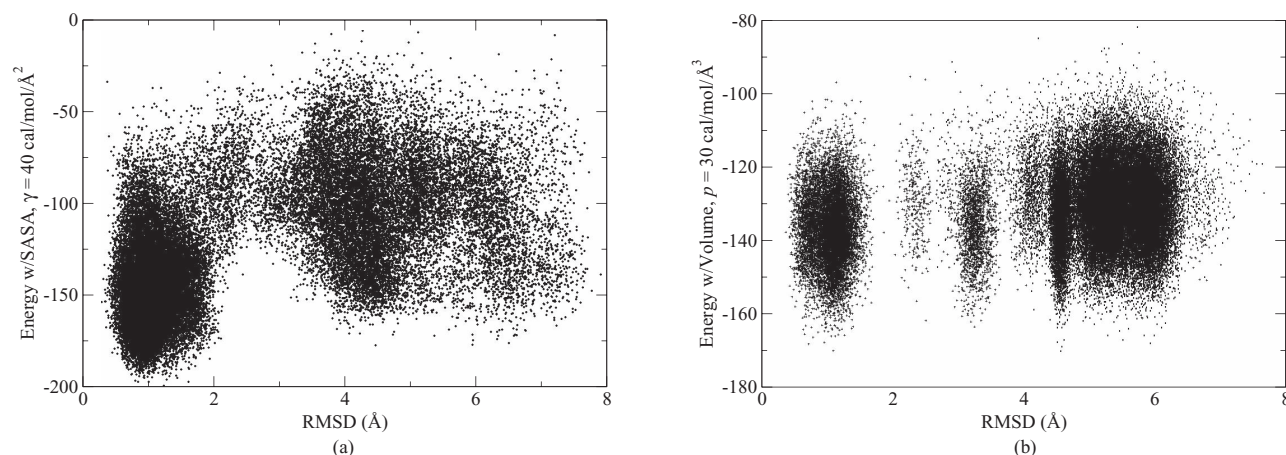 Energy w/SASA, γ = 40 cal/mol/Å²
0
-50
-100
-150
-200
0 2 4 6 8
RMSD (Å)
(a)
Energy w/Volume, p = 30 cal/mol/Å³
-80
-100
-120
-140
-160
-180
0 2 4 6 8
RMSD (Å)
(b)